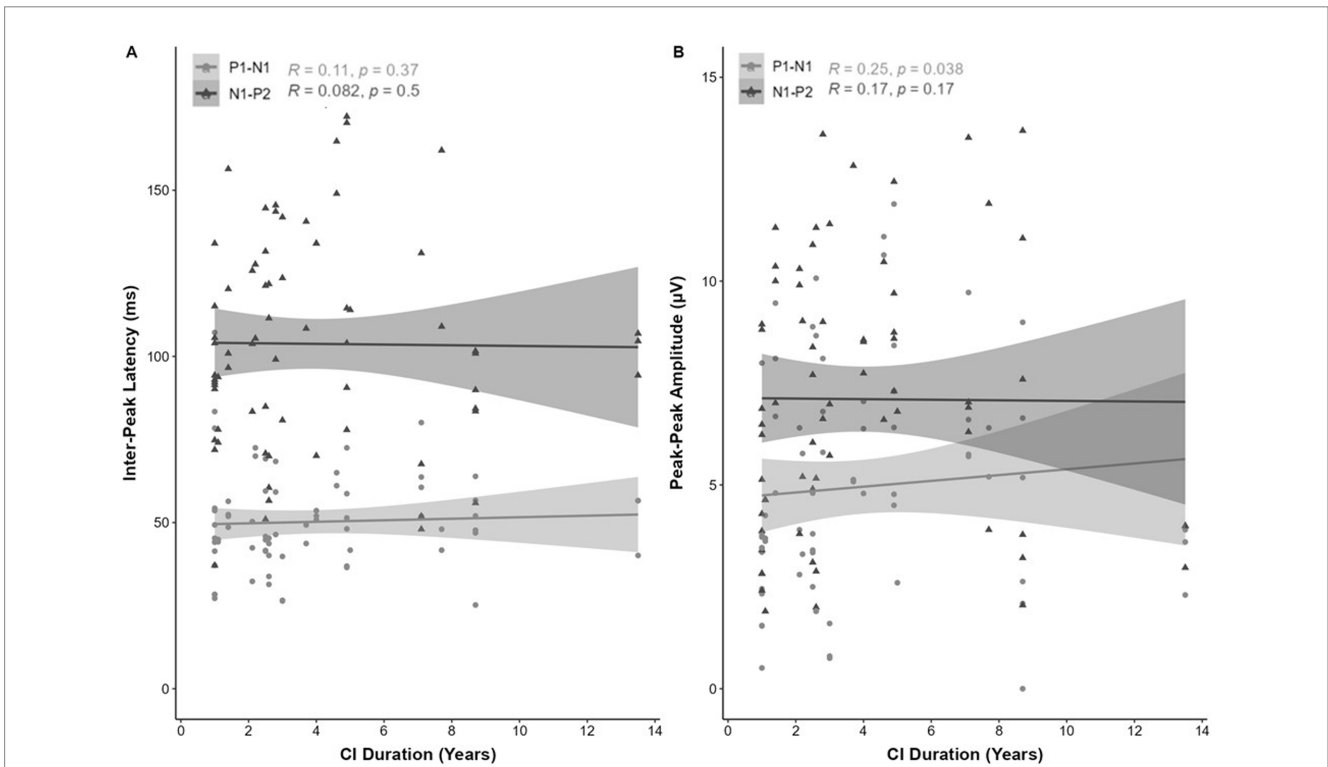 A
P1-N1 R = 0.11, p = 0.37
N1-P2 R = 0.082, p = 0.5
150
100
50
0
Inter-Peak Latency (ms)
0 2 4 6 8 10 12 14
CI Duration (Years)
B
P1-N1 R = 0.25, p = 0.038
N1-P2 R = 0.17, p = 0.17
15
10
5
0
Peak-Peak Amplitude (µV)
0 2 4 6 8 10 12 14
CI Duration (Years)